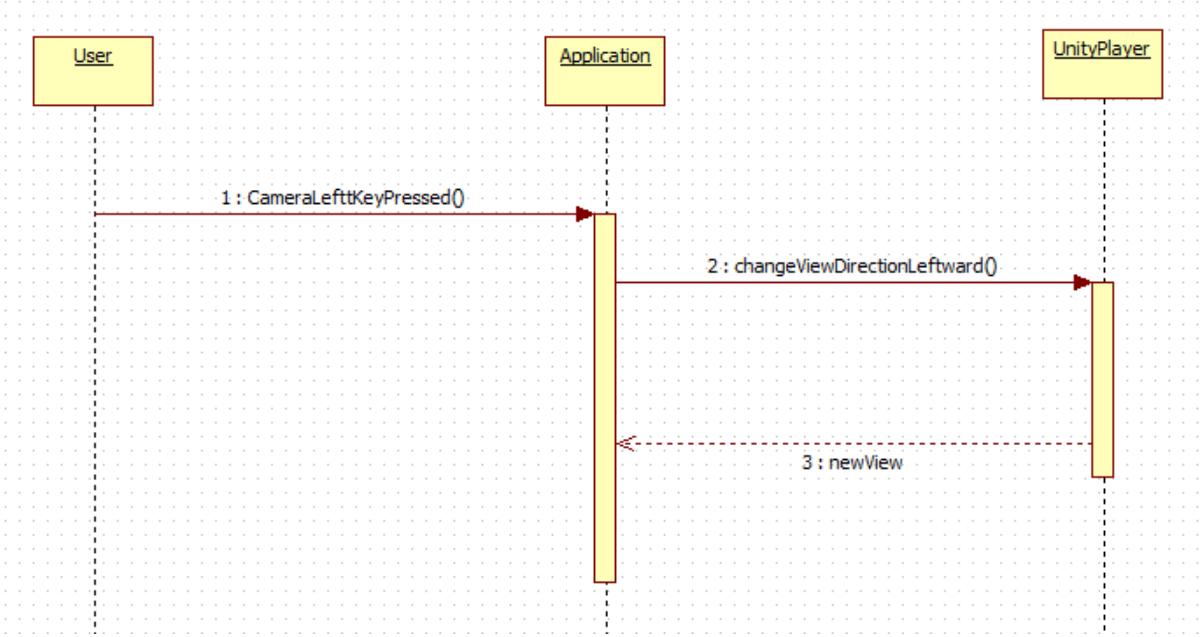 User
Application
UnityPlayer
1 : CameraLefttKeyPressed()
2 : changeViewDirectionLeftward()
3 : newView